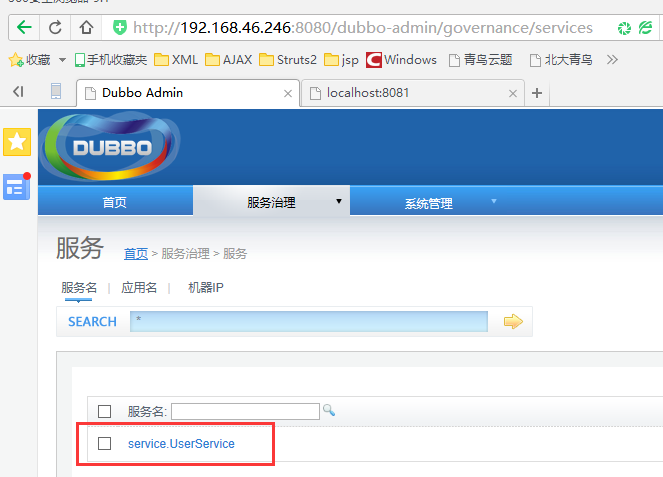 http://192.168.46.246:8080/dubbo-admin/governance/services
收藏 手机收藏夹 XML AJAX Struts2 jsp Windows 青鸟云题 北大青鸟
Dubbo Admin localhost:8081
DUBBO
首页 服务治理 系统管理
服务 首页 > 服务治理 > 服务
服务名 | 应用名 | 机器IP
SEARCH *
服务名:
service.UserService